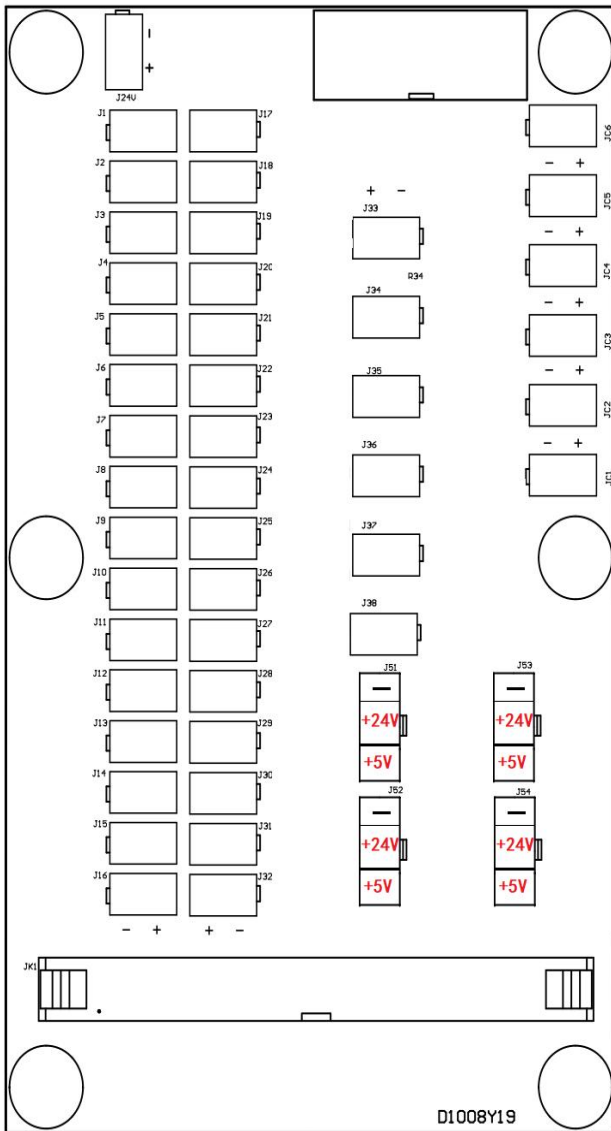 - +
J24V
J1 J17
J2 J18
J3 J19
J4 J20
J5 J21
J6 J22
J7 J23
J8 J24
J9 J25
J10 J26
J11 J27
J12 J28
J13 J29
J14 J30
J15 J31
J16 J32
- + + -
+ -
J33
R34
J34
J35
J36
J37
J38
JC6
- +
JC5
- +
JC4
- +
JC3
- +
JC2
- +
JC1
J51 J53
- -
+24V +24V
+5V +5V
J52 J54
- -
+24V +24V
+5V +5V
JK1
D1008Y19